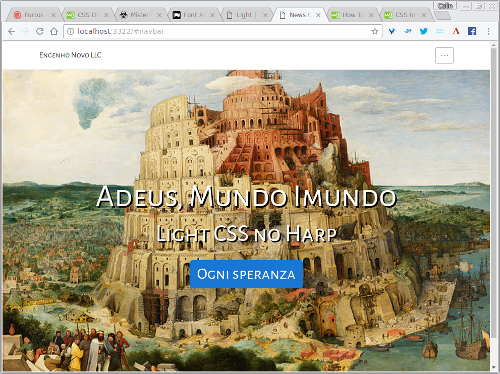 Furlos
CSS D
Mister
Font A
Light |
News C
How T
CSS In
Colin
localhost:3322/#navbar
Engenho Novo LLC
Adeus, Mundo Imundo
Light CSS no Harp
Ogni speranza